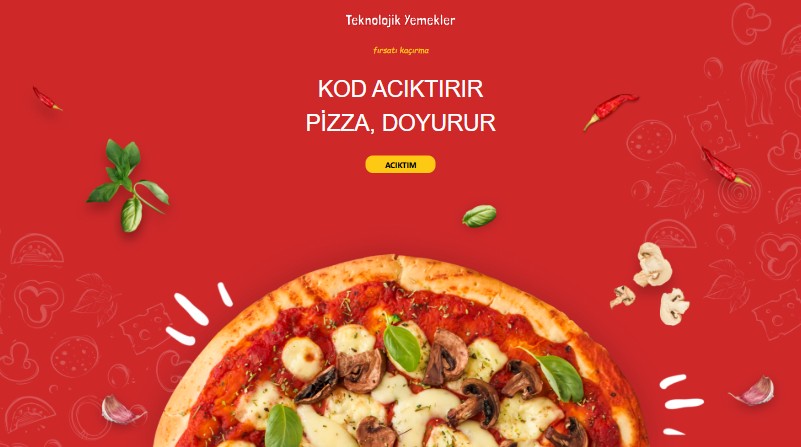 Teknolojik Yemekler
fırsatı kaçırma
KOD ACIKTIRIR
PİZZA, DOYURUR
ACIKTIM